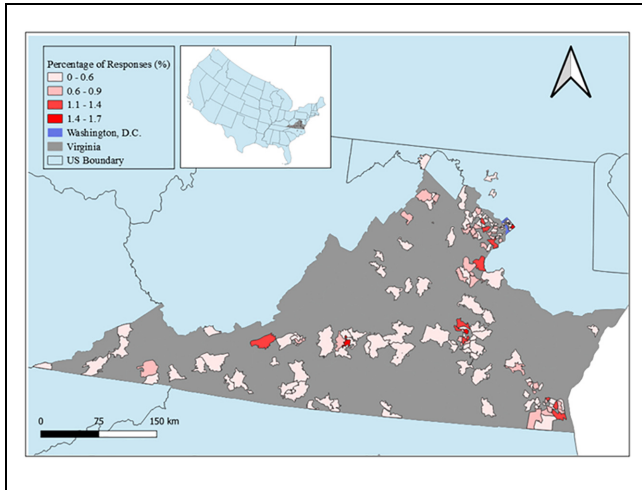 Percentage of Responses (%)
0 - 0.6
0.6 - 0.9
1.1 - 1.4
1.4 - 1.7
Washington, D.C.
Virginia
US Boundary
0 75 150 km